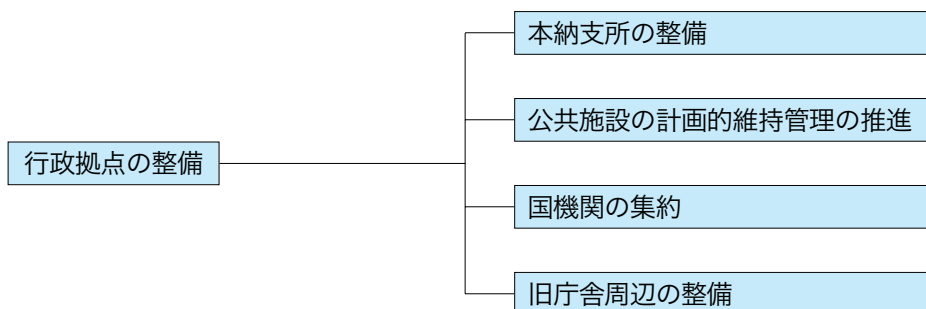 行政拠点の整備
本納支所の整備
公共施設の計画的維持管理の推進
国機関の集約
旧庁舎周辺の整備